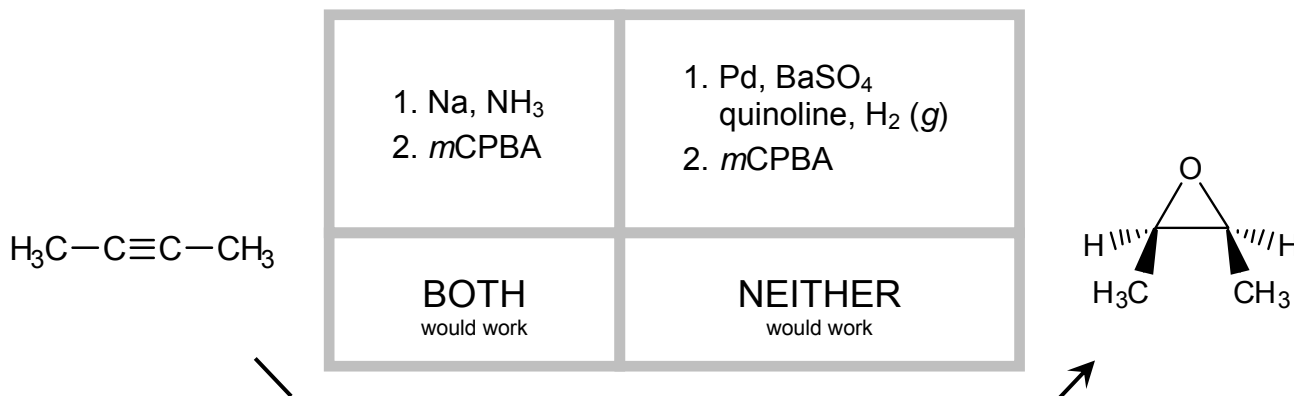 1. Na, NH₃
2. mCPBA
1. Pd, BaSO₄
quinoline, H₂ (g)
2. mCPBA
H₃C—C≡C—CH₃
BOTH
would work
NEITHER
would work
O
H
H
H₃C
CH₃